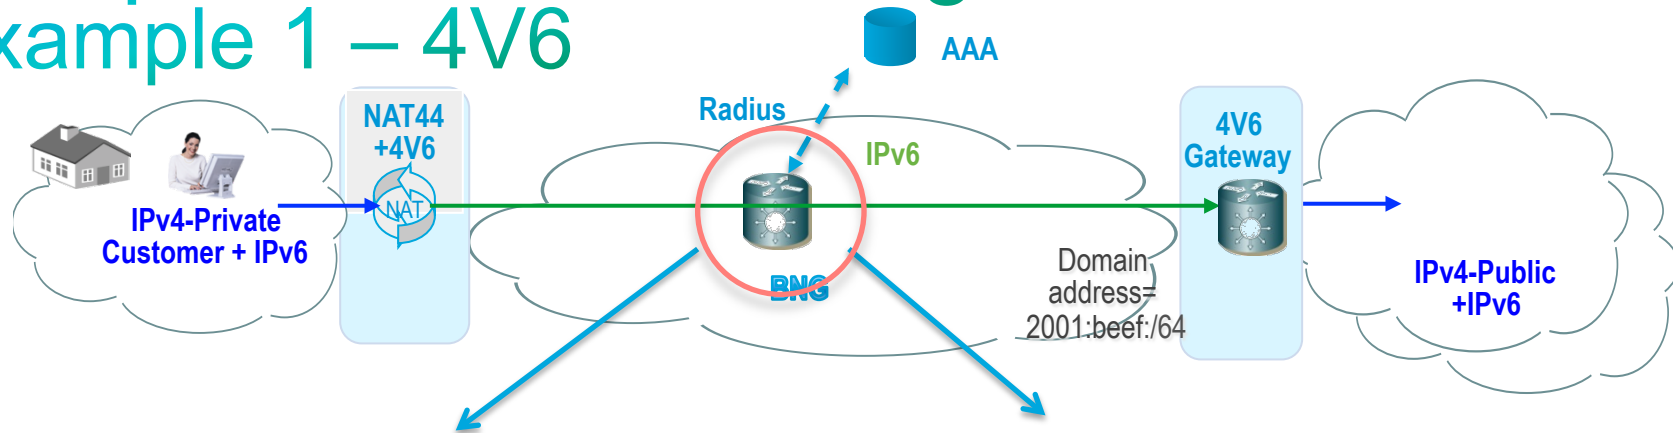 xample 1 – 4V6
AAA
Radius
NAT44
+4V6
4V6
Gateway
IPv6
NAT
IPv4-Private
Customer + IPv6
BNG
Domain
address=
2001:beef:/64
IPv4-Public
+IPv6